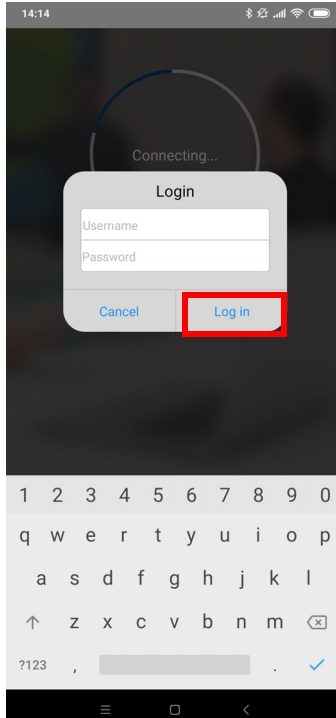 14:14
Connecting...
Login
Username
Password
Cancel Log in
1 2 3 4 5 6 7 8 9 0
q w e r t y u i o p
a s d f g h j k l
z x c v b n m
?123 , .